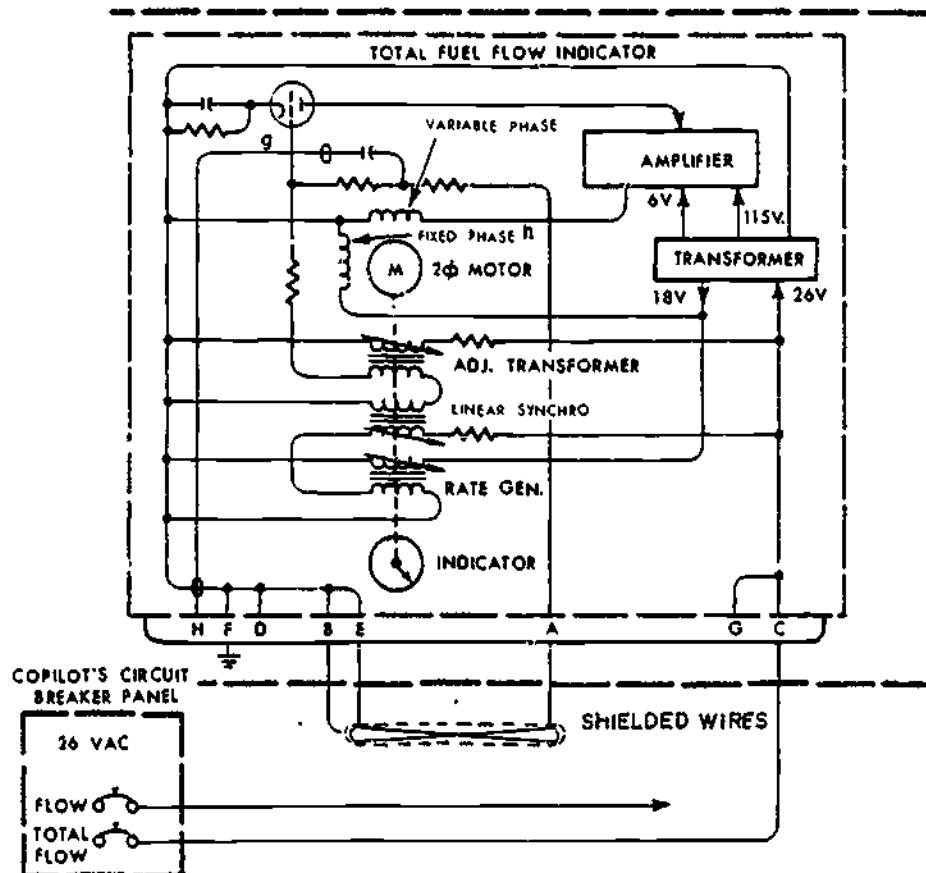 TOTAL FUEL FLOW INDICATOR
VARIABLE PHASE
g
AMPLIFIER
6V
115V.
FIXED PHASE h
TRANSFORMER
M
2ϕ MOTOR
18V
26V
ADJ. TRANSFORMER
LINEAR SYNCHRO
RATE GEN.
INDICATOR
H F D B E A G C
COPILOT'S CIRCUIT
BREAKER PANEL
SHIELDED WIRES
26 VAC
FLOW
TOTAL
FLOW